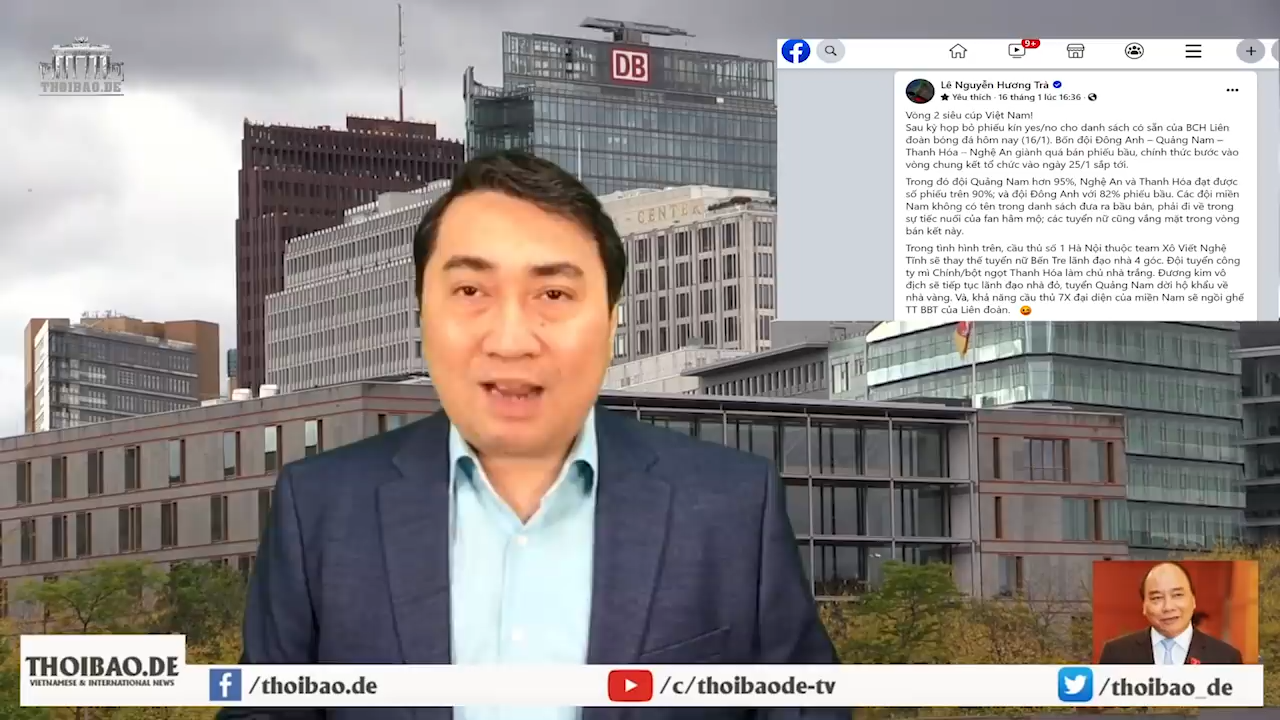 THOIBAO.DE
DB
CENTER
9+
Lê Nguyễn Hương Trà
Yêu thích · 16 tháng 1 lúc 16:36 ·
Vòng 2 siêu cúp Việt Nam!
Sau kỳ họp bỏ phiếu kín yes/no cho danh sách có sẵn của BCH Liên
đoàn bóng đá hôm nay (16/1). Bốn đội Đông Anh – Quảng Nam –
Thanh Hóa – Nghệ An giành quá bán phiếu bầu, chính thức bước vào
vòng chung kết tổ chức vào ngày 25/1 sắp tới.
Trong đó đội Quảng Nam hơn 95%, Nghệ An và Thanh Hóa đạt được
số phiếu trên 90%; và đội Đông Anh với 82% phiếu bầu. Các đội miền
Nam không có tên trong danh sách đưa ra bầu bán, phải đi về trong
sự tiếc nuối của fan hâm mộ; các tuyển nữ cũng vắng mặt trong vòng
bán kết này.
Trong tình hình trên, cầu thủ số 1 Hà Nội thuộc team Xô Viết Nghệ
Tĩnh sẽ thay thế tuyển nữ Bến Tre lãnh đạo nhà 4 góc. Đội tuyển công
ty mì Chính/bột ngọt Thanh Hóa làm chủ nhà trắng. Đương kim vô
địch sẽ tiếp tục lãnh đạo nhà đỏ, tuyển Quảng Nam dời hộ khẩu về
nhà vàng. Và, khả năng cầu thủ 7X đại diện của miền Nam sẽ ngồi ghế
TT BBT của Liên đoàn.
THOIBAO.DE
VIETNAMESE & INTERNATIONAL NEWS
/thoibao.de
/c/thoibaode-tv
/thoibao_de